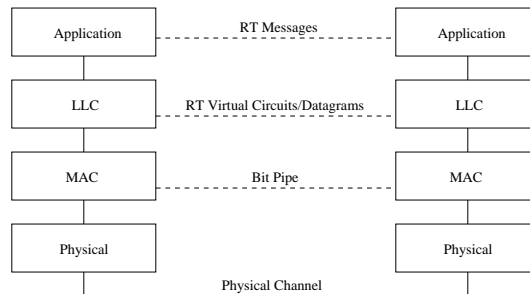 Application RT Messages Application
LLC RT Virtual Circuits/Datagrams LLC
MAC Bit Pipe MAC
Physical Physical
Physical Channel